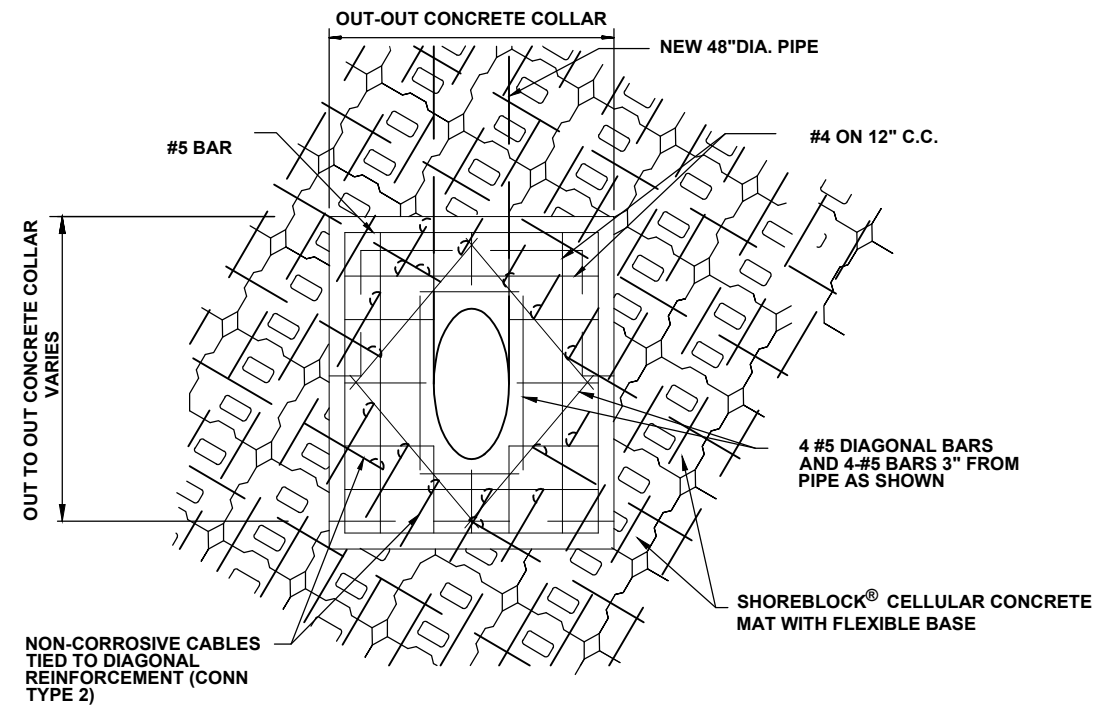 OUT-OUT CONCRETE COLLAR
NEW 48"DIA. PIPE
#5 BAR
#4 ON 12" C.C.
OUT TO OUT CONCRETE COLLAR
VARIES
4 #5 DIAGONAL BARS
AND 4-#5 BARS 3" FROM
PIPE AS SHOWN
SHOREBLOCK® CELLULAR CONCRETE
MAT WITH FLEXIBLE BASE
NON-CORROSIVE CABLES
TIED TO DIAGONAL
REINFORCEMENT (CONN
TYPE 2)